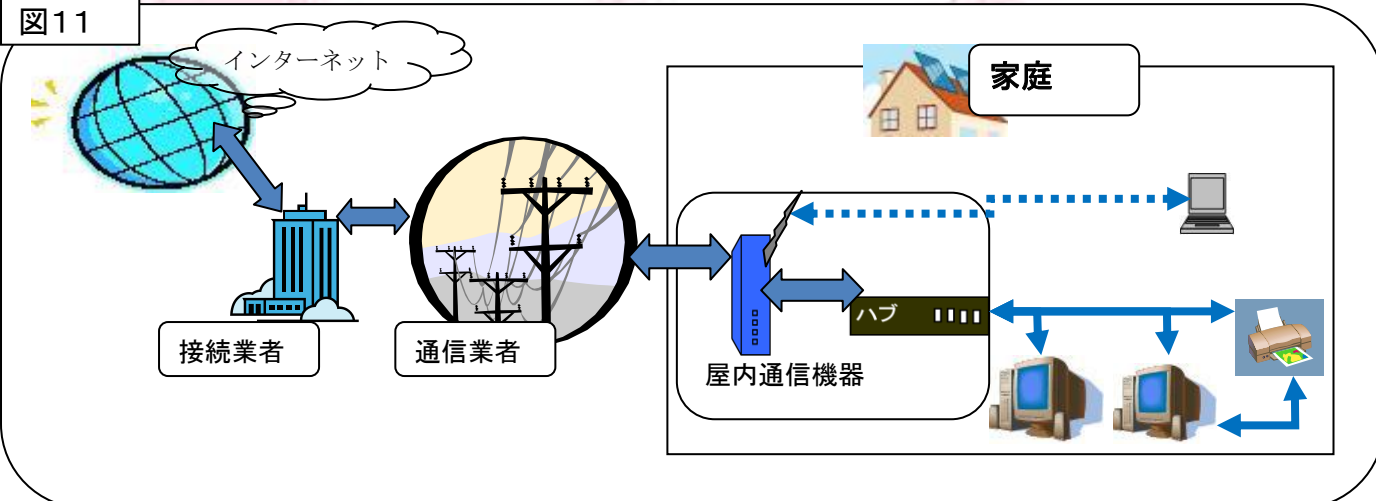 図11
インターネット
家庭
ハブ
接続業者
通信業者
屋内通信機器